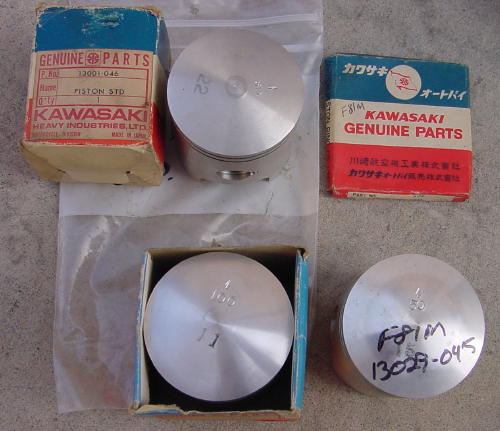 GENUINE PARTS
P.No. 13001-046
Name PISTON STD
Q'ty 1
KAWASAKI
HEAVY INDUSTRIES, LTD.
MADE IN JAPAN
22
カワサキ
オートバイ
F81M
KAWASAKI
GENUINE PARTS
川崎航空機工業株式会社
カワサキオートバイ販売株式会社
4
100
11
4
50
F81M
13029-045